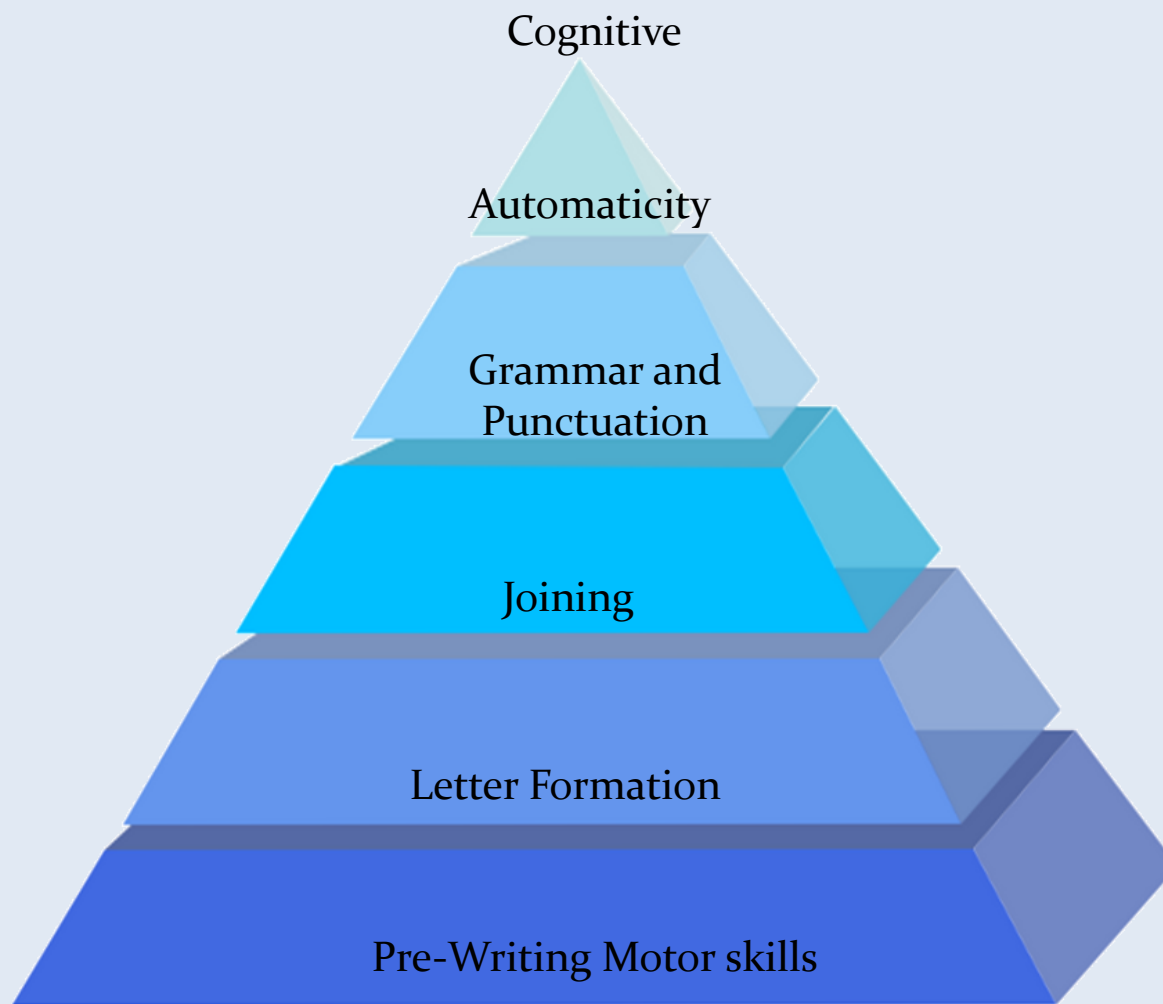 Cognitive
Automaticity
Grammar and
Punctuation
Joining
Letter Formation
Pre-Writing Motor skills